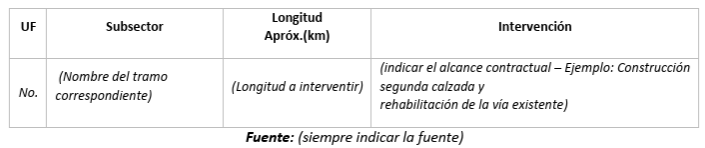 UF
Subsector
Longitud
Apróx.(km)
Intervención
No.
(Nombre del tramo
correspondiente)
(Longitud a interventir)
(indicar el alcance contractual – Ejemplo: Construcción
segunda calzada y
rehabilitación de la vía existente)
Fuente: (siempre indicar la fuente)